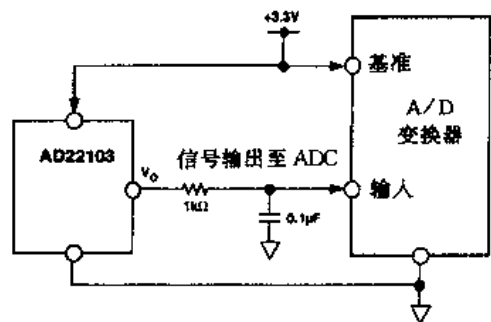 +3.3V
基准
A/D
变换器
AD22103
V₀
信号输出至 ADC
1kΩ
0.1μF
输入